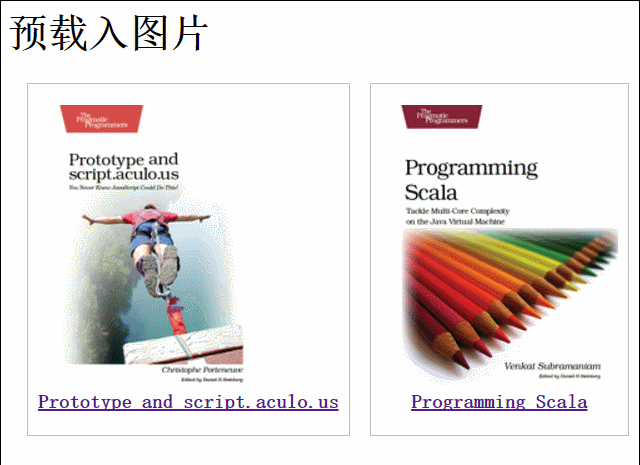 预载入图片
The
Pragmatic
Programmers
Prototype and
script.aculo.us
You Never Knew JavaScript Could Do This!
Christophe Porteneuve
Edited by Daniel H Steinberg
Prototype and script.aculo.us
The
Pragmatic
Programmers
Programming
Scala
Tackle Multi-Core Complexity
on the Java Virtual Machine
Venkat Subramaniam
Edited by Daniel H Steinberg
Programming Scala